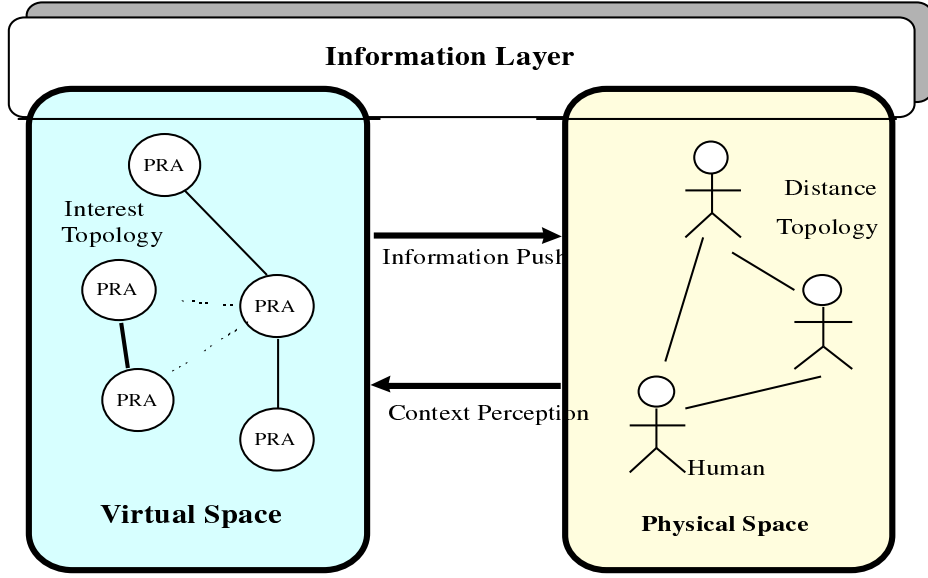 Information Layer
PRA
Interest
Topology
PRA
PRA
PRA
PRA
Virtual Space
Information Push
Context Perception
Distance
Topology
Human
Physical Space